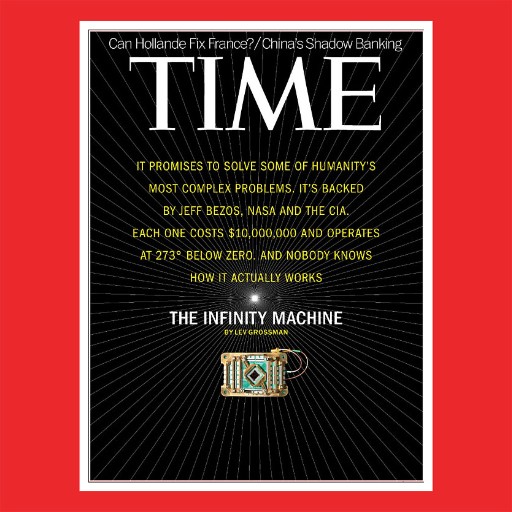 Can Hollande Fix France?/China's Shadow Banking
TIME
IT PROMISES TO SOLVE SOME OF HUMANITY'S
MOST COMPLEX PROBLEMS. IT'S BACKED
BY JEFF BEZOS, NASA AND THE CIA.
EACH ONE COSTS $10,000,000 AND OPERATES
AT 273° BELOW ZERO. AND NOBODY KNOWS
HOW IT ACTUALLY WORKS
THE INFINITY MACHINE
BY LEV GROSSMAN